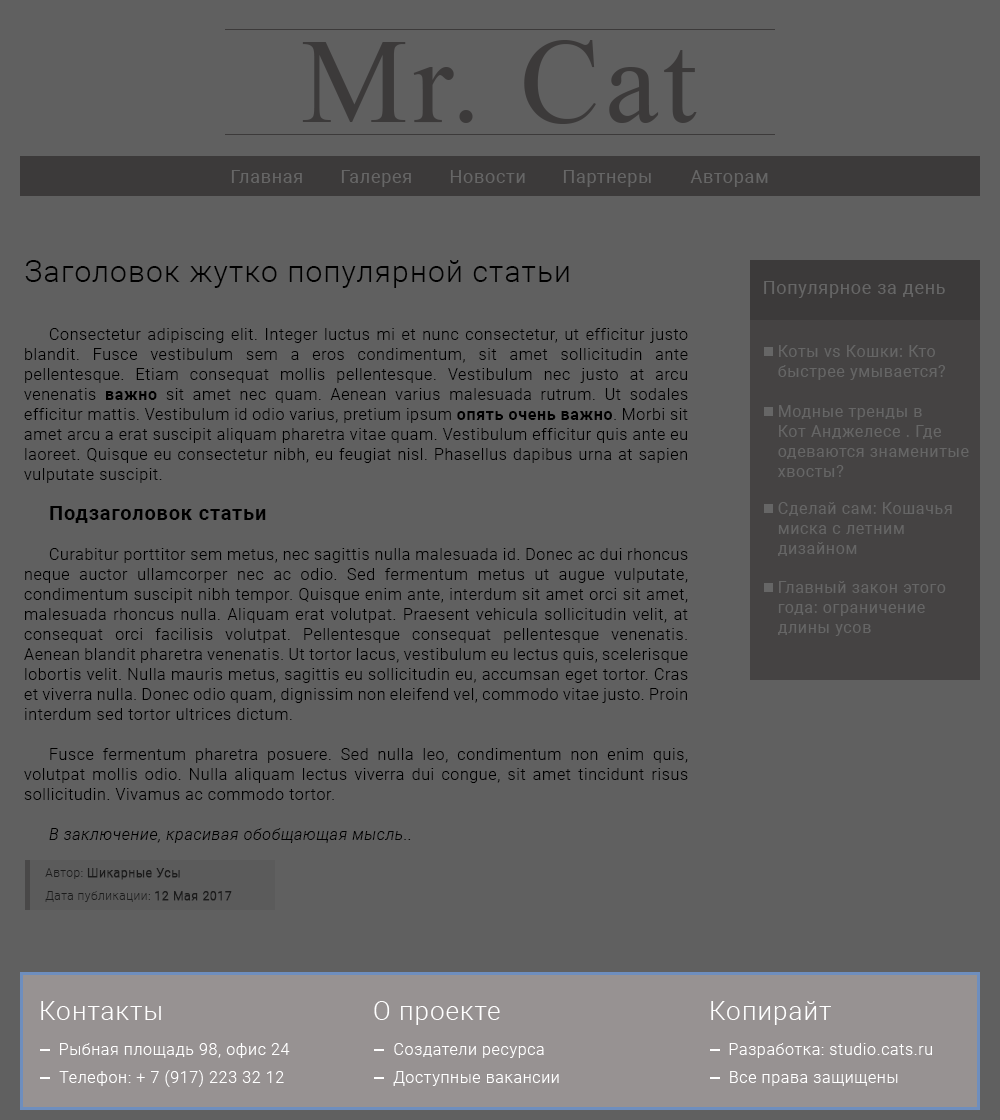 Mr. Cat
Главная Галерея Новости Партнеры Авторам
Заголовок жутко популярной статьи
Consectetur adipiscing elit. Integer luctus mi et nunc consectetur, ut efficitur justo
blandit. Fusce vestibulum sem a eros condimentum, sit amet sollicitudin ante
pellentesque. Etiam consequat mollis pellentesque. Vestibulum nec justo at arcu
venenatis важно sit amet nec quam. Aenean varius malesuada rutrum. Ut sodales
efficitur mattis. Vestibulum id odio varius, pretium ipsum опять очень важно. Morbi sit
amet arcu a erat suscipit aliquam pharetra vitae quam. Vestibulum efficitur quis ante eu
laoreet. Quisque eu consectetur nibh, eu feugiat nisl. Phasellus dapibus urna at sapien
vulputate suscipit.
Подзаголовок статьи
Curabitur porttitor sem metus, nec sagittis nulla malesuada id. Donec ac dui rhoncus
neque auctor ullamcorper nec ac odio. Sed fermentum metus ut augue vulputate,
condimentum suscipit nibh tempor. Quisque enim ante, interdum sit amet orci sit amet,
malesuada rhoncus nulla. Aliquam erat volutpat. Praesent vehicula sollicitudin velit, at
consequat orci facilisis volutpat. Pellentesque consequat pellentesque venenatis.
Aenean blandit pharetra venenatis. Ut tortor lacus, vestibulum eu lectus quis, scelerisque
lobortis velit. Nulla mauris metus, sagittis eu sollicitudin eu, accumsan eget tortor. Cras
et viverra nulla. Donec odio quam, dignissim non eleifend vel, commodo vitae justo. Proin
interdum sed tortor ultrices dictum.
Fusce fermentum pharetra posuere. Sed nulla leo, condimentum non enim quis,
volutpat mollis odio. Nulla aliquam lectus viverra dui congue, sit amet tincidunt risus
sollicitudin. Vivamus ac commodo tortor.
В заключение, красивая обобщающая мысль..
Автор: Шикарные Усы
Дата публикации: 12 Мая 2017
Популярное за день
Коты vs Кошки: Кто
быстрее умывается?
Модные тренды в
Кот Анджелесе . Где
одеваются знаменитые
хвосты?
Сделай сам: Кошачья
миска с летним
дизайном
Главный закон этого
года: ограничение
длины усов
Контакты
– Рыбная площадь 98, офис 24
– Телефон: + 7 (917) 223 32 12
О проекте
– Создатели ресурса
– Доступные вакансии
Копирайт
– Разработка: studio.cats.ru
– Все права защищены